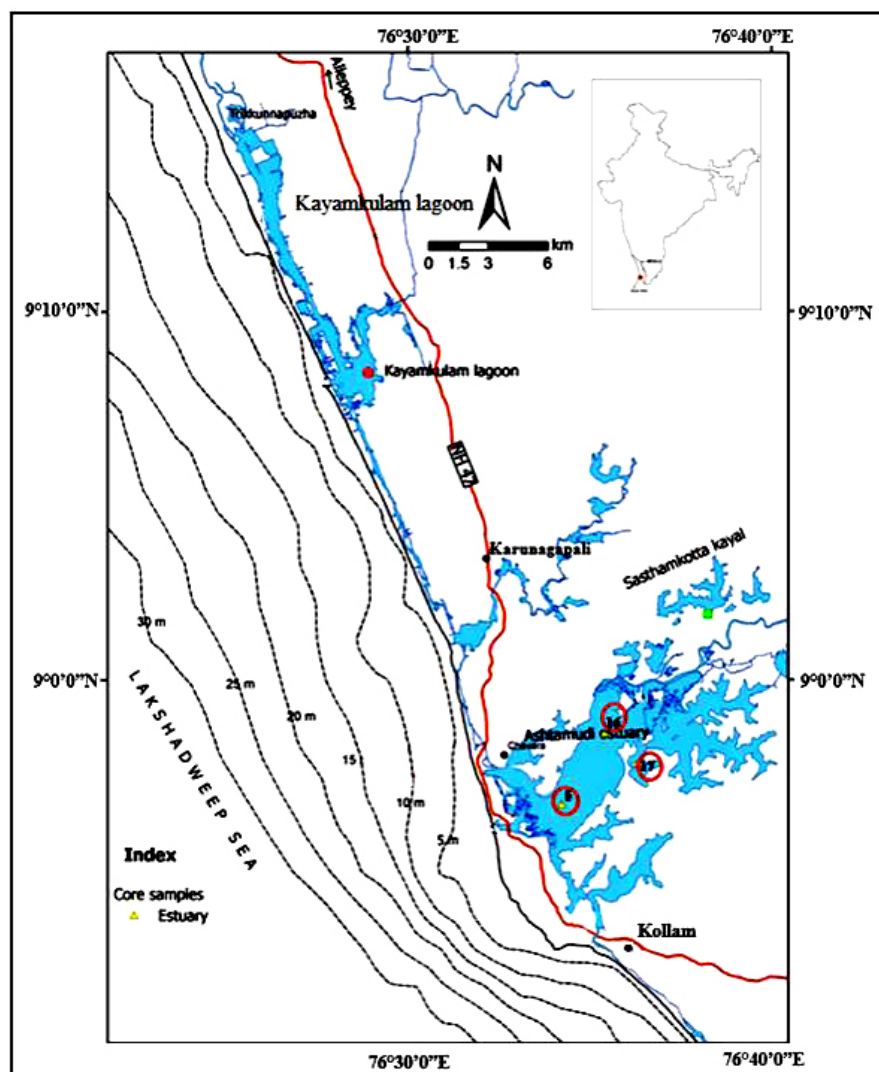 76°30'0"E
76°40'0"E
Alleppey
Trikkunnapuzha
N
Kayamkulam lagoon
km
0 1.5 3 6
9°10'0"N
9°10'0"N
Kayamkulam lagoon
NH 47
Karunagapali
Sasthamkotta kayal
30 m
25 m
20 m
15
10 m
5 m
9°0'0"N
9°0'0"N
LAKSHADWEEP SEA
16
Ashtamudi estuary
Chavara
17
5
Index
Core samples
Estuary
Kollam
76°30'0"E
76°40'0"E